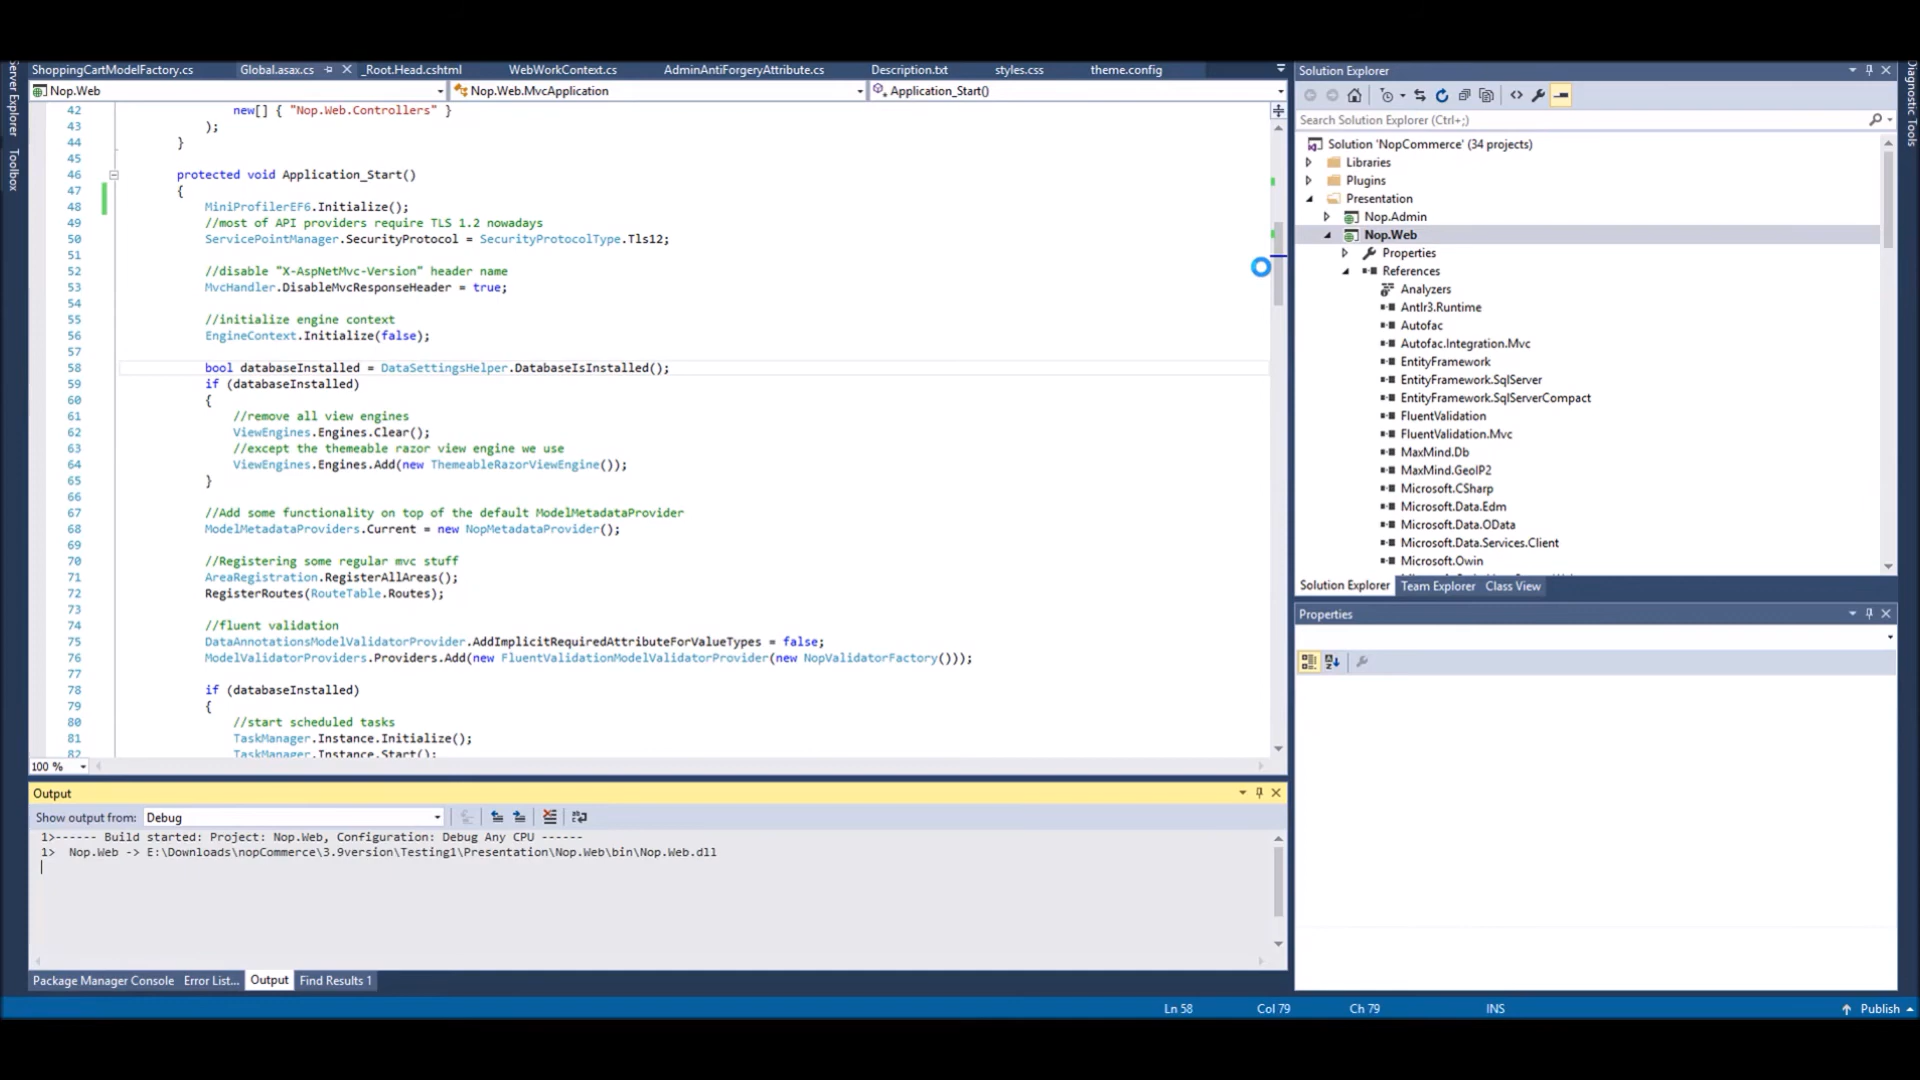 ShoppingCartModelFactory.cs Global.asax.cs _Root.Head.cshtml WebWorkContext.cs AdminAntiForgeryAttribute.cs Description.txt styles.css theme.config
Nop.Web Nop.Web.MvcApplication Application_Start()
Server Explorer
Toolbox
42 new[] { "Nop.Web.Controllers" }
43 );
44 }
45
46 protected void Application_Start()
47 {
48 MiniProfilerEF6.Initialize();
49 //most of API providers require TLS 1.2 nowadays
50 ServicePointManager.SecurityProtocol = SecurityProtocolType.Tls12;
51
52 //disable "X-AspNetMvc-Version" header name
53 MvcHandler.DisableMvcResponseHeader = true;
54
55 //initialize engine context
56 EngineContext.Initialize(false);
57
58 bool databaseInstalled = DataSettingsHelper.DatabaseIsInstalled();
59 if (databaseInstalled)
60 {
61 //remove all view engines
62 ViewEngines.Engines.Clear();
63 //except the themeable razor view engine we use
64 ViewEngines.Engines.Add(new ThemeableRazorViewEngine());
65 }
66
67 //Add some functionality on top of the default ModelMetadataProvider
68 ModelMetadataProviders.Current = new NopMetadataProvider();
69
70 //Registering some regular mvc stuff
71 AreaRegistration.RegisterAllAreas();
72 RegisterRoutes(RouteTable.Routes);
73
74 //fluent validation
75 DataAnnotationsModelValidatorProvider.AddImplicitRequiredAttributeForValueTypes = false;
76 ModelValidatorProviders.Providers.Add(new FluentValidationModelValidatorProvider(new NopValidatorFactory()));
77
78 if (databaseInstalled)
79 {
80 //start scheduled tasks
81 TaskManager.Instance.Initialize();
82 TaskManager.Instance.Start();
100 %
Output
Show output from: Debug
1>------ Build started: Project: Nop.Web, Configuration: Debug Any CPU ------
1> Nop.Web -> E:\Downloads\nopCommerce\3.9version\Testing1\Presentation\Nop.Web\bin\Nop.Web.dll
Package Manager Console Error List... Output Find Results 1
Solution Explorer
Search Solution Explorer (Ctrl+;)
Solution 'NopCommerce' (34 projects)
Libraries
Plugins
Presentation
Nop.Admin
Nop.Web
Properties
References
Analyzers
Antlr3.Runtime
Autofac
Autofac.Integration.Mvc
EntityFramework
EntityFramework.SqlServer
EntityFramework.SqlServerCompact
FluentValidation
FluentValidation.Mvc
MaxMind.Db
MaxMind.GeoIP2
Microsoft.CSharp
Microsoft.Data.Edm
Microsoft.Data.OData
Microsoft.Data.Services.Client
Microsoft.Owin
Solution Explorer Team Explorer Class View
Properties
Diagnostic Tools
Ln 58 Col 79 Ch 79 INS Publish